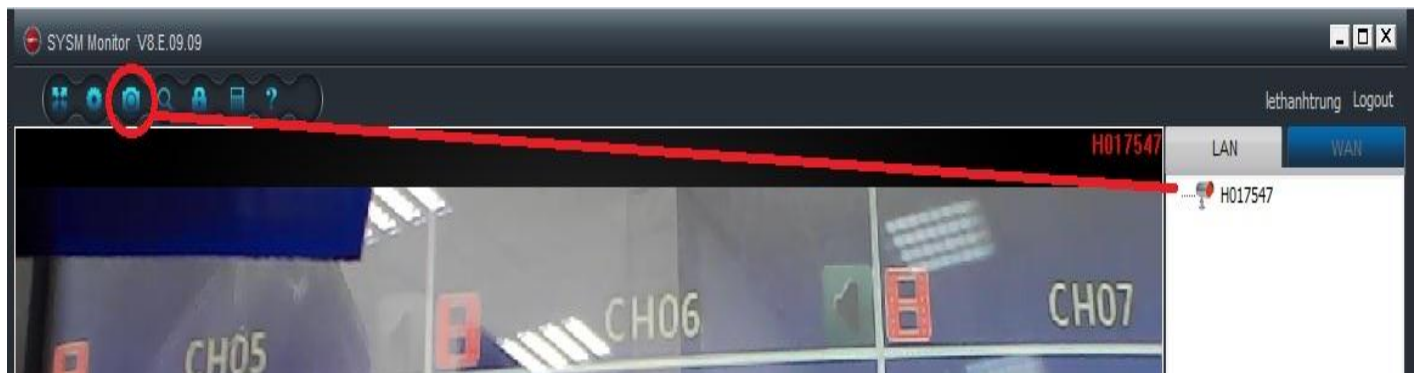 SYSM Monitor V8.E.09.09
?
lethanhtrung Logout
H017547
LAN WAN
H017547
CH05 CH06 CH07